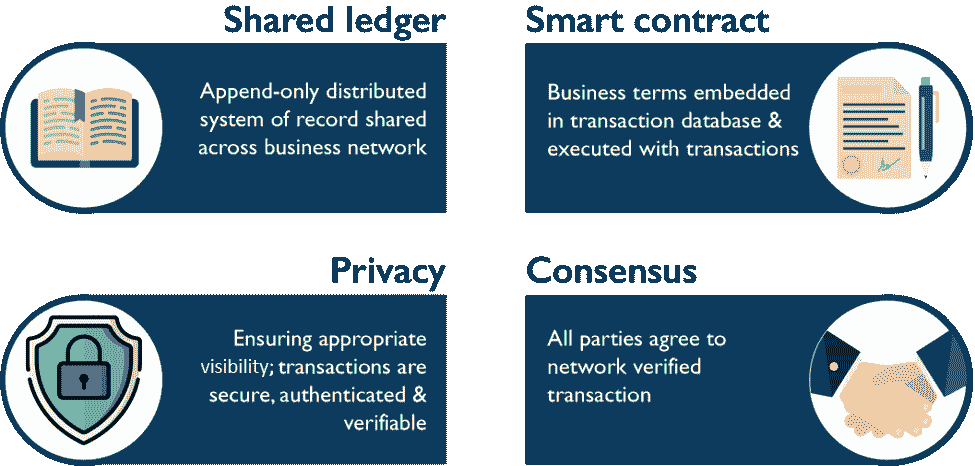 Shared ledger
Append-only distributed
system of record shared
across business network
Smart contract
Business terms embedded
in transaction database &
executed with transactions
Privacy
Ensuring appropriate
visibility; transactions are
secure, authenticated &
verifiable
Consensus
All parties agree to
network verified
transaction